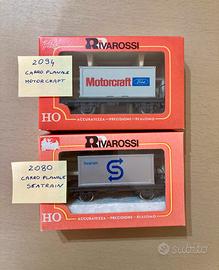 RIVAROSSI
2094
CARRO PIANALE
MOTORCRAFT
Motorcraft
Ford
HO
ACCURATEZZA - PRECISIONE - REALISMO
RIVAROSSI
2080
CARRO PIANALE
SEATRAIN
Seatrain
S
HO
ACCURATEZZA - PRECISIONE - REALISMO
subito